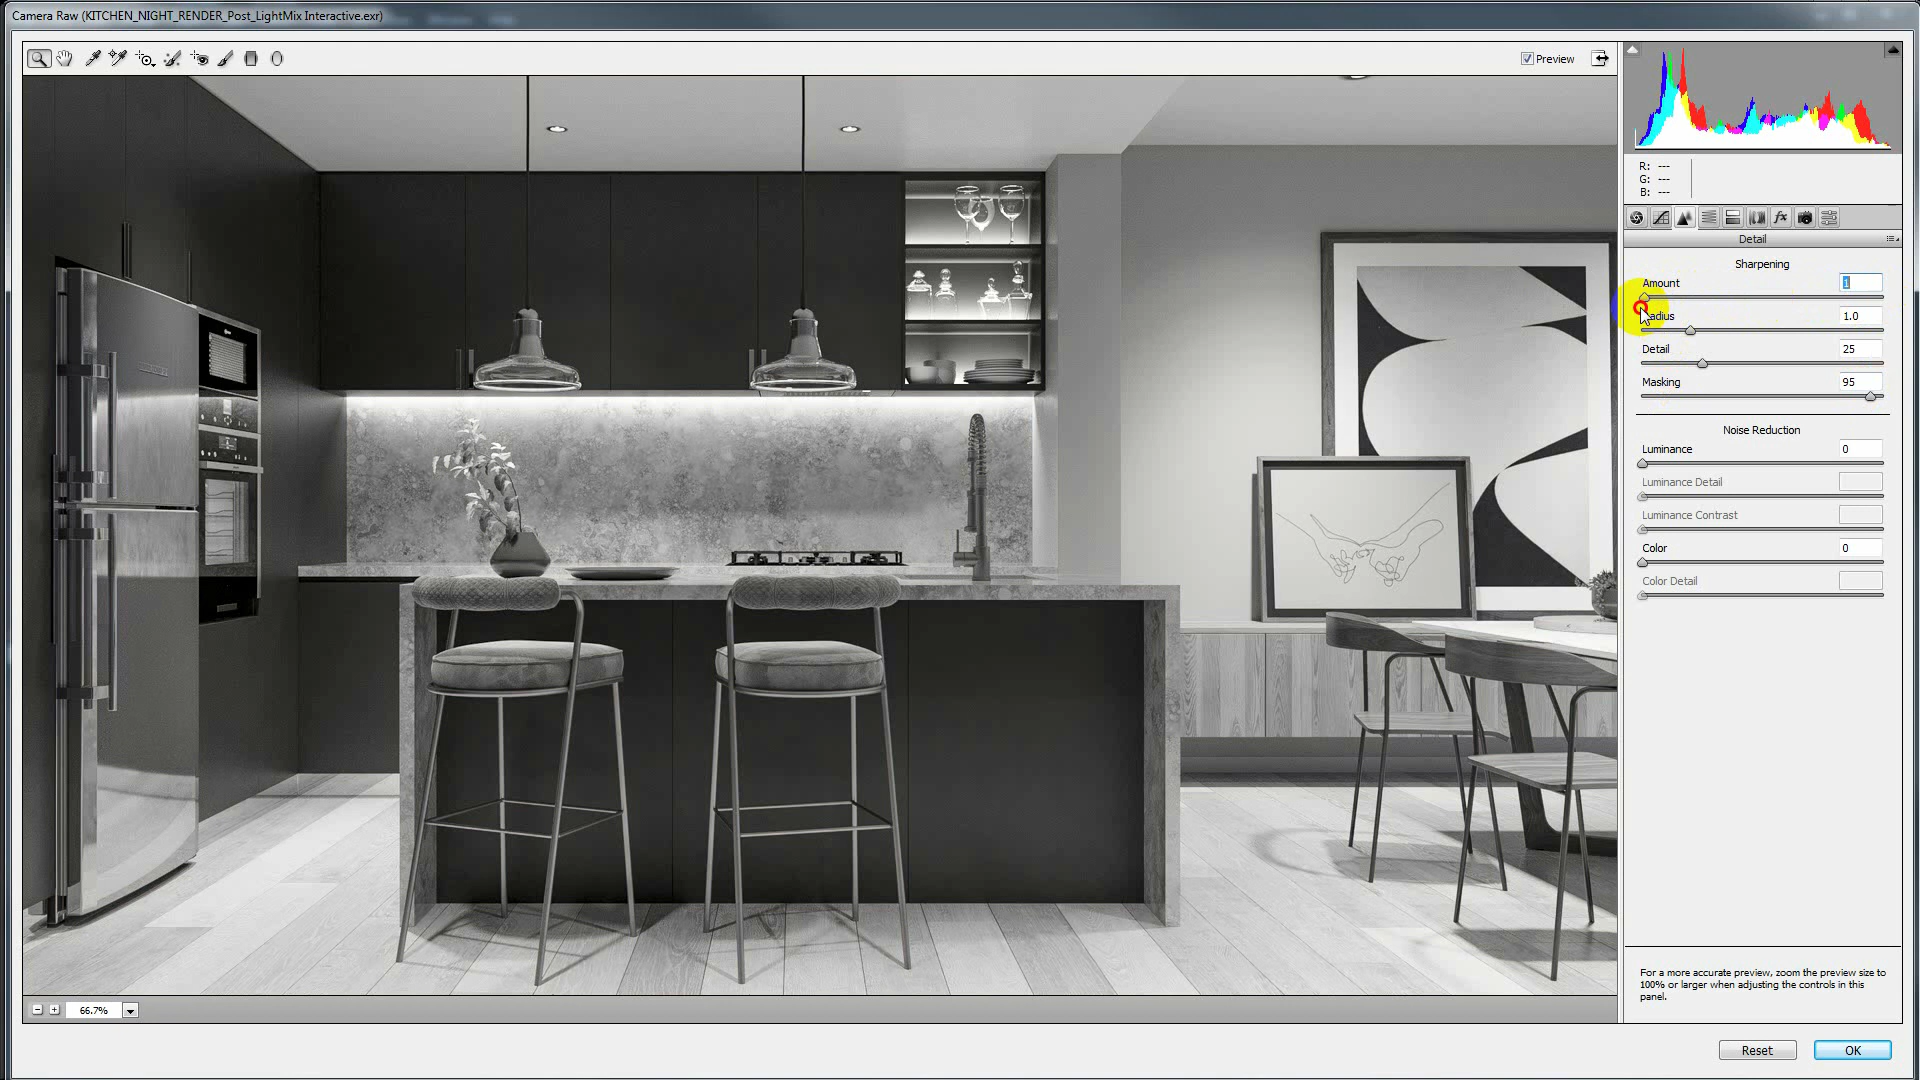 Camera Raw (KITCHEN_NIGHT_RENDER_Post_LightMix Interactive.exr)
Preview
R: ---
G: ---
B: ---
fx
Detail
Sharpening
Amount 1
adius 1.0
Detail 25
Masking 95
Noise Reduction
Luminance 0
Luminance Detail
Luminance Contrast
Color 0
Color Detail
For a more accurate preview, zoom the preview size to
100% or larger when adjusting the controls in this
panel.
66.7%
Reset OK